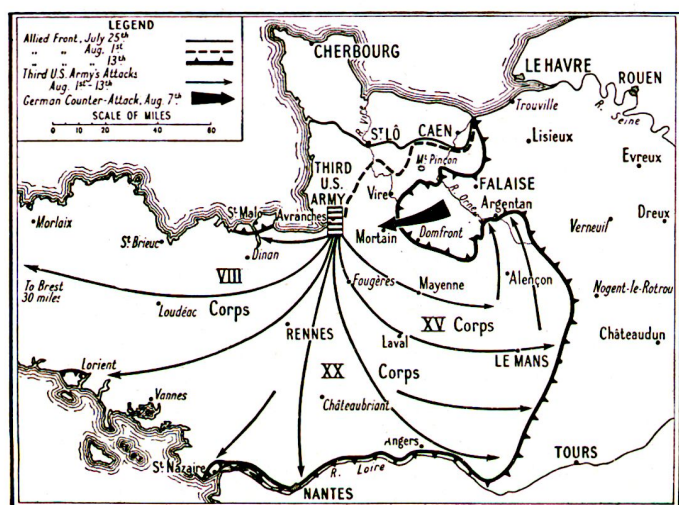 LEGEND
Allied Front, July 25th
„ „ Aug. 1st
„ „ „ 13th
Third U.S. Army's Attacks
Aug. 1st-13th
German Counter-Attack, Aug. 7th
SCALE OF MILES
20 0 20 40 60
CHERBOURG
LE HAVRE
ROUEN
Trouville
R. Seine
R. Vire
ST LÔ
CAEN
Lisieux
Evreux
Mt Pinçon
THIRD
U.S.
ARMY
Vire
R. Orne
FALAISE
Argentan
St Malo
Avranches
Mortain
Domfront
Verneuil
Dreux
Morlaix
St Brieuc
Dinan
To Brest
30 miles
VIII
Corps
Loudéac
Fougères
Mayenne
Alençon
Nogent-le-Rotrou
XV Corps
Châteaudun
RENNES
Laval
LE MANS
Lorient
XX
Corps
Vannes
Châteaubriant
Angers
TOURS
St Nazaire
R. Loire
NANTES